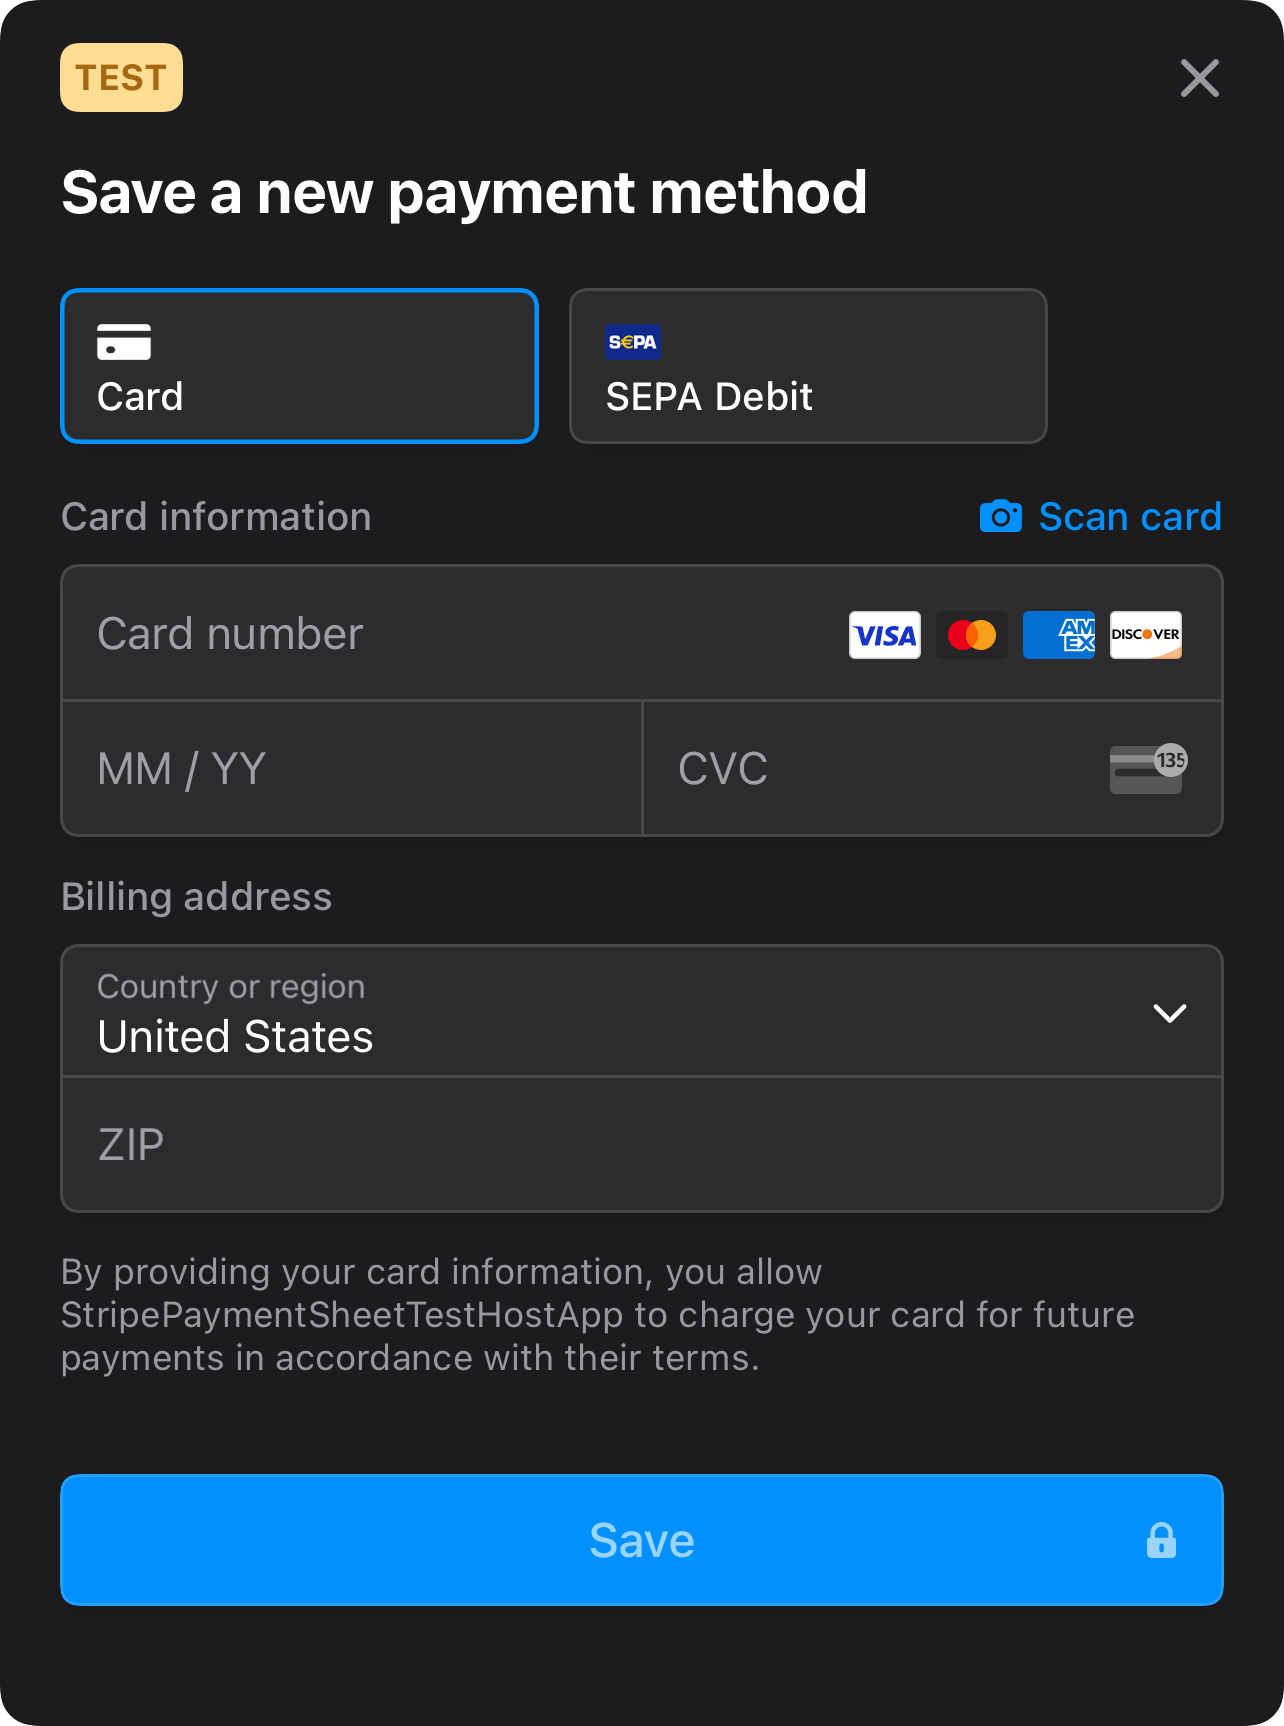 TEST
Save a new payment method
Card
S€PA
SEPA Debit
Card information
Scan card
Card number
VISA
AM
EX
DISCOVER
MM / YY
CVC
135
Billing address
Country or region
United States
ZIP
By providing your card information, you allow
StripePaymentSheetTestHostApp to charge your card for future
payments in accordance with their terms.
Save